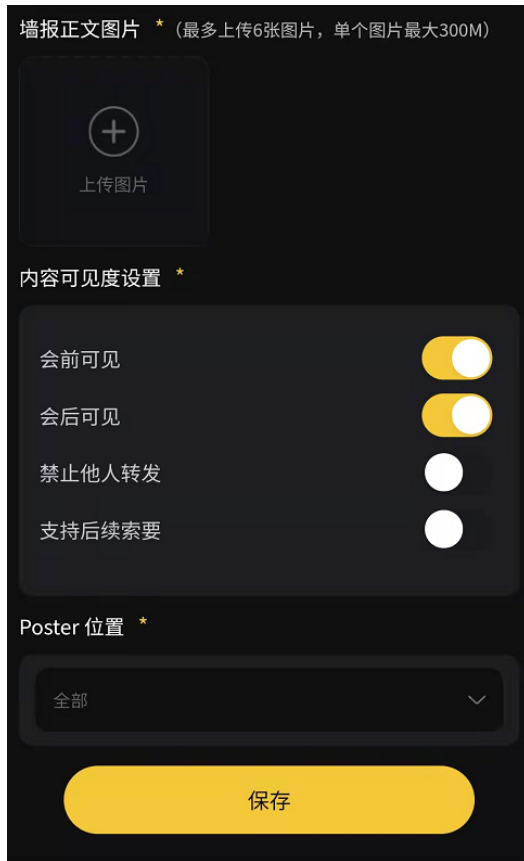 墙报正文图片 *（最多上传6张图片，单个图片最大300M）
上传图片
内容可见度设置 *
会前可见
会后可见
禁止他人转发
支持后续索要
Poster 位置 *
全部
保存